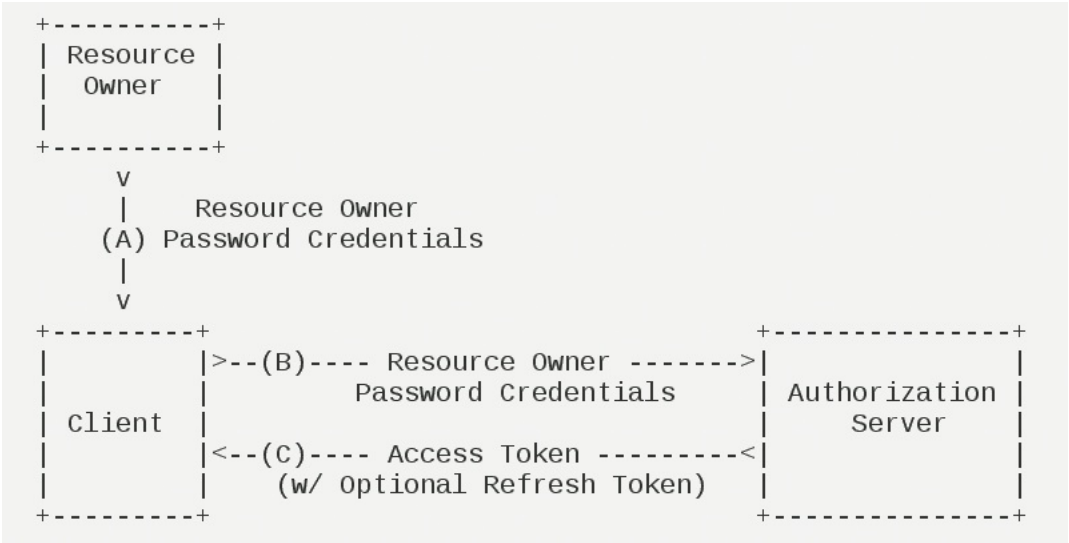 +----------+
| Resource |
|  Owner   |
|          |
+----------+
     v
     |    Resource Owner
    (A) Password Credentials
     |
     v
+---------+                                  +---------------+
|         |>--(B)---- Resource Owner ------->|               |
|         |         Password Credentials     | Authorization |
| Client  |                                  |     Server    |
|         |<--(C)---- Access Token ---------<|               |
|         |    (w/ Optional Refresh Token)   |               |
+---------+                                  +---------------+